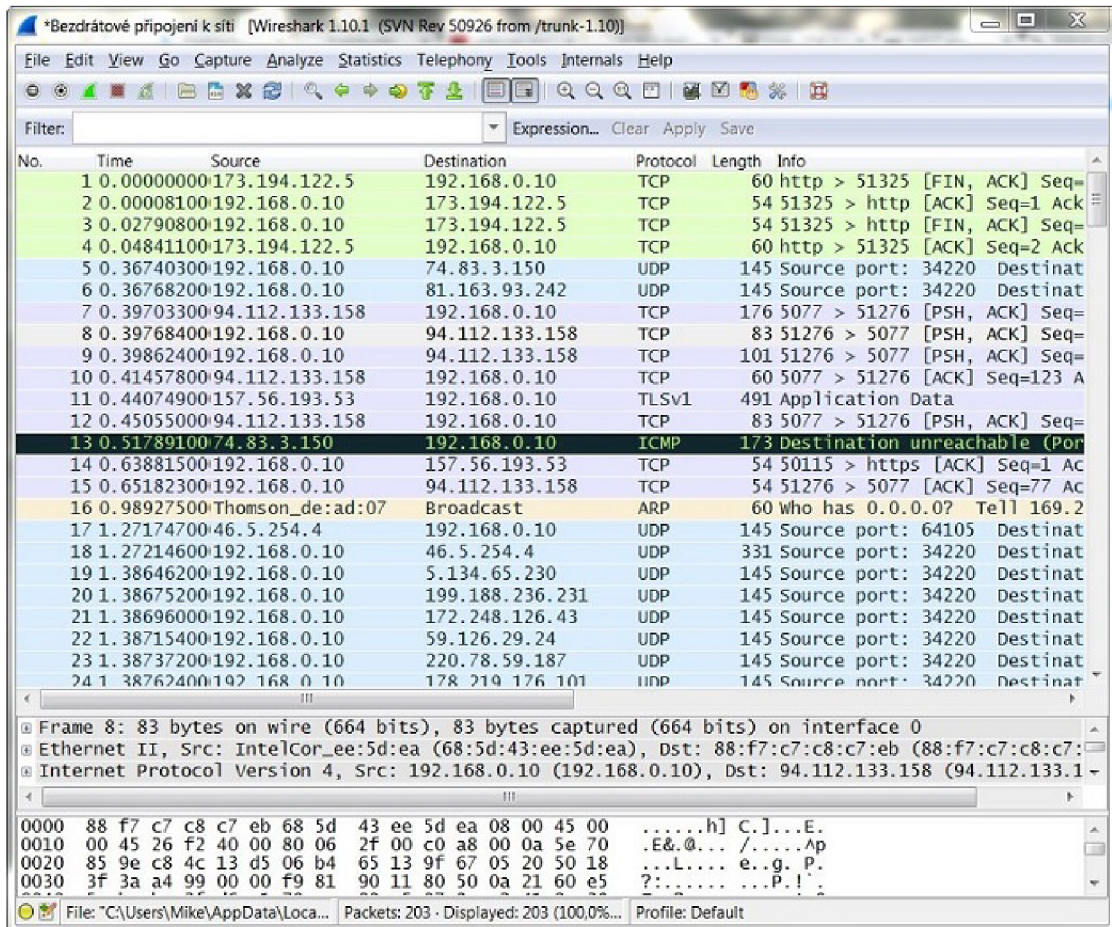 *Bezdrátové připojení k síti [Wireshark 1.10.1 (SVN Rev 50926 from /trunk-1.10)]
File Edit View Go Capture Analyze Statistics Telephony Tools Internals Help
Filter: Expression... Clear Apply Save
No. Time Source Destination Protocol Length Info
1 0.00000000 173.194.122.5 192.168.0.10 TCP 60 http > 51325 [FIN, ACK] Seq=
2 0.00008100 192.168.0.10 173.194.122.5 TCP 54 51325 > http [ACK] Seq=1 Ack
3 0.02790800 192.168.0.10 173.194.122.5 TCP 54 51325 > http [FIN, ACK] Seq=
4 0.04841100 173.194.122.5 192.168.0.10 TCP 60 http > 51325 [ACK] Seq=2 Ack
5 0.36740300 192.168.0.10 74.83.3.150 UDP 145 Source port: 34220 Destinat
6 0.36768200 192.168.0.10 81.163.93.242 UDP 145 Source port: 34220 Destinat
7 0.39703300 94.112.133.158 192.168.0.10 TCP 176 5077 > 51276 [PSH, ACK] Seq=
8 0.39768400 192.168.0.10 94.112.133.158 TCP 83 51276 > 5077 [PSH, ACK] Seq=
9 0.39862400 192.168.0.10 94.112.133.158 TCP 101 51276 > 5077 [PSH, ACK] Seq=
10 0.41457800 94.112.133.158 192.168.0.10 TCP 60 5077 > 51276 [ACK] Seq=123 A
11 0.44074900 157.56.193.53 192.168.0.10 TLSv1 491 Application Data
12 0.45055000 94.112.133.158 192.168.0.10 TCP 83 5077 > 51276 [PSH, ACK] Seq=
13 0.51789100 74.83.3.150 192.168.0.10 ICMP 173 Destination unreachable (Por
14 0.63881500 192.168.0.10 157.56.193.53 TCP 54 50115 > https [ACK] Seq=1 Ac
15 0.65182300 192.168.0.10 94.112.133.158 TCP 54 51276 > 5077 [ACK] Seq=77 Ac
16 0.98927500 Thomson_de:ad:07 Broadcast ARP 60 Who has 0.0.0.0? Tell 169.2
17 1.27174700 46.5.254.4 192.168.0.10 UDP 145 Source port: 64105 Destinat
18 1.27214600 192.168.0.10 46.5.254.4 UDP 331 Source port: 34220 Destinat
19 1.38646200 192.168.0.10 5.134.65.230 UDP 145 Source port: 34220 Destinat
20 1.38675200 192.168.0.10 199.188.236.231 UDP 145 Source port: 34220 Destinat
21 1.38696000 192.168.0.10 172.248.126.43 UDP 145 Source port: 34220 Destinat
22 1.38715400 192.168.0.10 59.126.29.24 UDP 145 Source port: 34220 Destinat
23 1.38737200 192.168.0.10 220.78.59.187 UDP 145 Source port: 34220 Destinat
24 1.38762400 192.168.0.10 178.219.176.101 UDP 145 Source port: 34220 Destinat
Frame 8: 83 bytes on wire (664 bits), 83 bytes captured (664 bits) on interface 0
Ethernet II, Src: IntelCor_ee:5d:ea (68:5d:43:ee:5d:ea), Dst: 88:f7:c7:c8:c7:eb (88:f7:c7:c8:c7:
Internet Protocol Version 4, Src: 192.168.0.10 (192.168.0.10), Dst: 94.112.133.158 (94.112.133.1
0000 88 f7 c7 c8 c7 eb 68 5d 43 ee 5d ea 08 00 45 00 ......h] C.]...E.
0010 00 45 26 f2 40 00 80 06 2f 00 c0 a8 00 0a 5e 70 .E&.@... /.....^p
0020 85 9e c8 4c 13 d5 06 b4 65 13 9f 67 05 20 50 18 ...L.... e..g. P.
0030 3f 3a a4 99 00 00 f9 81 90 11 80 50 0a 21 60 e5 ?:...... ...P.!`.
File: "C:\Users\Mike\AppData\Loca... Packets: 203 · Displayed: 203 (100,0%... Profile: Default